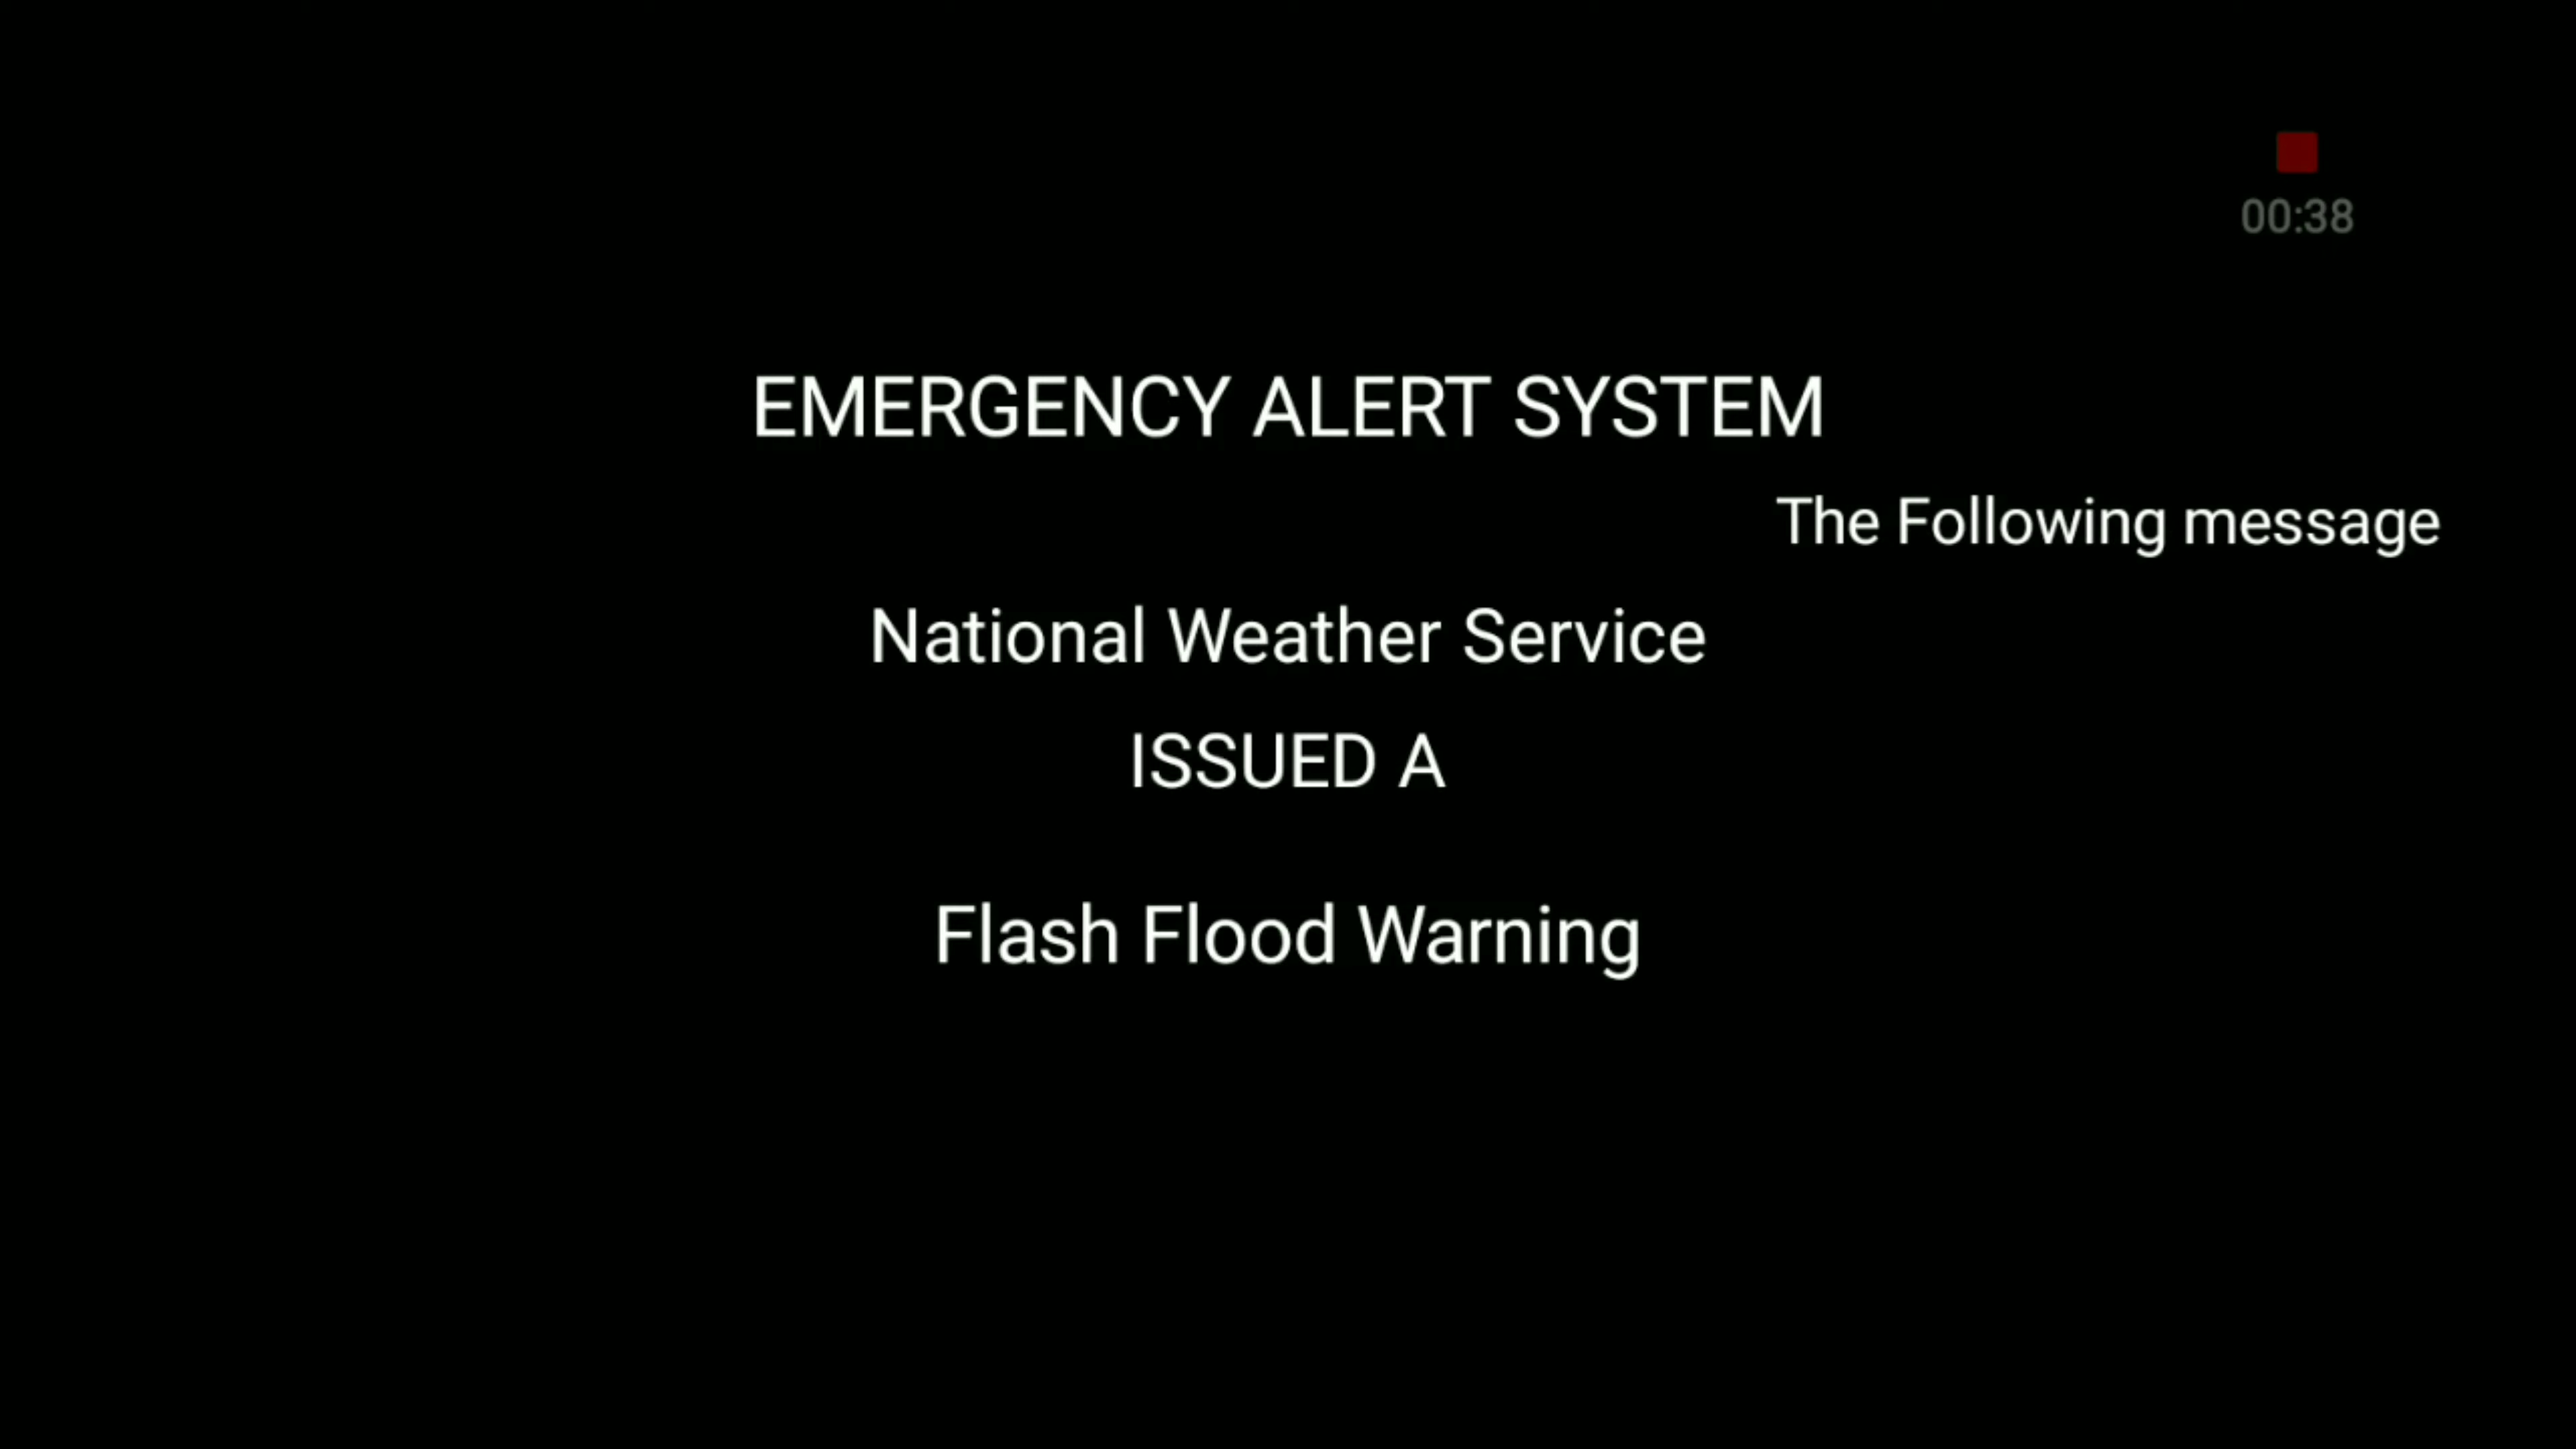 00:38
EMERGENCY ALERT SYSTEM
The Following message
National Weather Service
ISSUED A
Flash Flood Warning